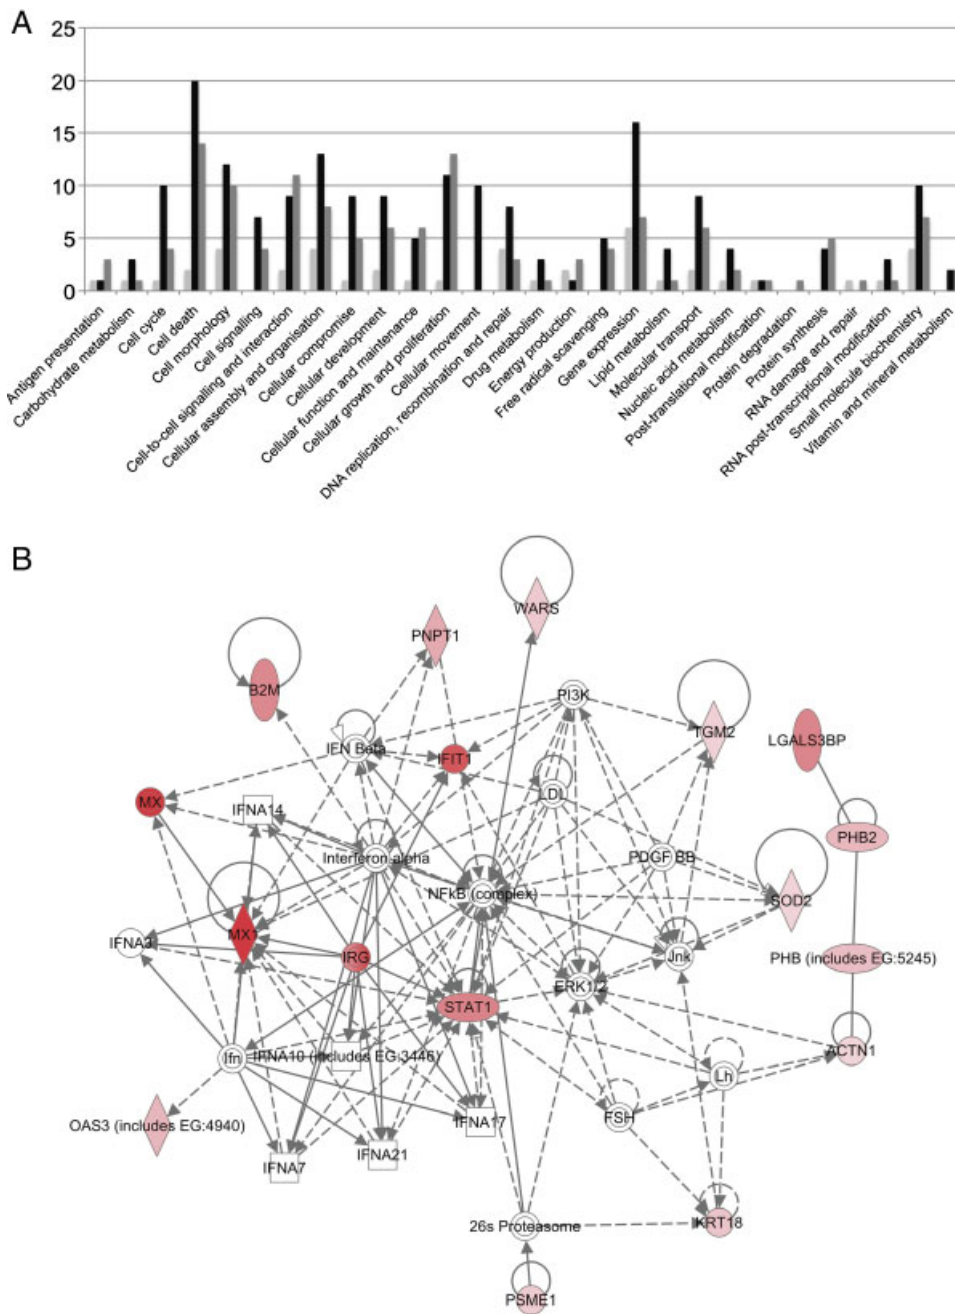 A
25
20
15
10
5
0
Antigen presentation
Carbohydrate metabolism
Cell cycle
Cell death
Cell morphology
Cell signalling
Cell-to-cell signalling and interaction
Cellular assembly and organisation
Cellular compromise
Cellular development
Cellular function and maintenance
Cellular growth and proliferation
Cellular movement
DNA replication, recombination and repair
Drug metabolism
Energy production
Free radical scavenging
Gene expression
Lipid metabolism
Molecular transport
Nucleic acid metabolism
Post-translational modification
Protein degradation
Protein synthesis
RNA damage and repair
RNA post-transcriptional modification
Small molecule biochemistry
Vitamin and mineral metabolism
B
WARS
PNPT1
B2M
PI3K
TGM2
LGALS3BP
IFN Beta
IFIT1
LDL
MX
IFNA14
PHB2
Interferon alpha
PDGF BB
NFkB (complex)
SOD2
MX1
IFNA3
IRG
Jnk
PHB (includes EG:5245)
ERK1/2
STAT1
ACTN1
Ifn
IFNA10 (includes EG:3446)
Lh
FSH
OAS3 (includes EG:4940)
IFNA17
IFNA21
IFNA7
26s Proteasome
KRT18
PSME1